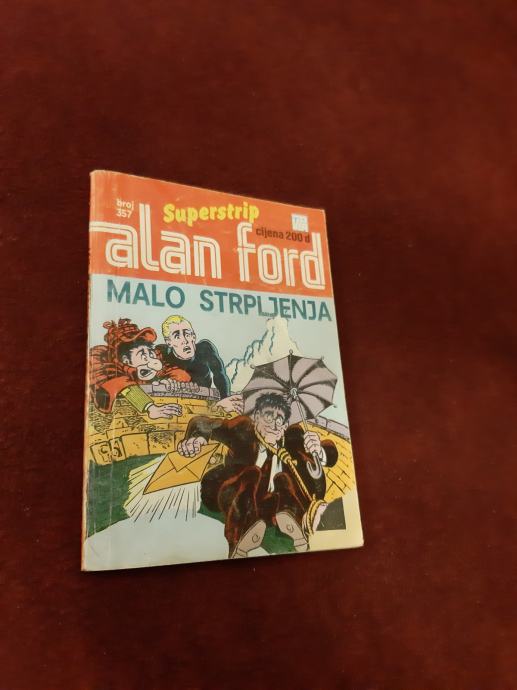 broj
357
Superstrip
cijena 200 d
alan ford
MALO STRPLJENJA